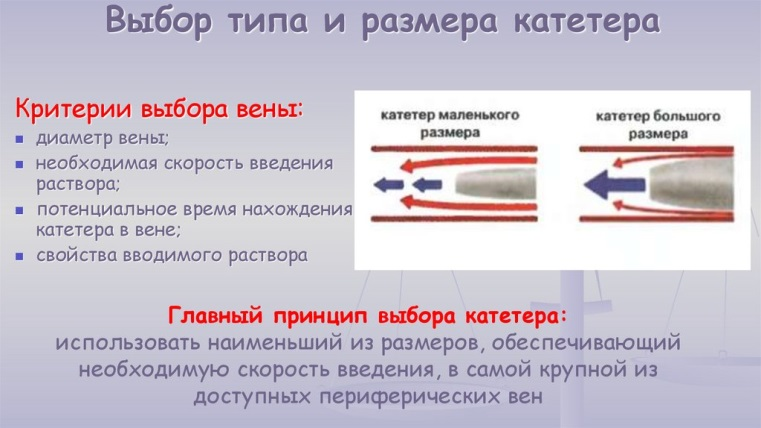 Выбор типа и размера катетера
Критерии выбора вены:
диаметр вены;
необходимая скорость введения
раствора;
потенциальное время нахождения
катетера в вене;
свойства вводимого раствора
катетер маленького
размера
катетер большого
размера
Главный принцип выбора катетера:
использовать наименьший из размеров, обеспечивающий
необходимую скорость введения, в самой крупной из
доступных периферических вен